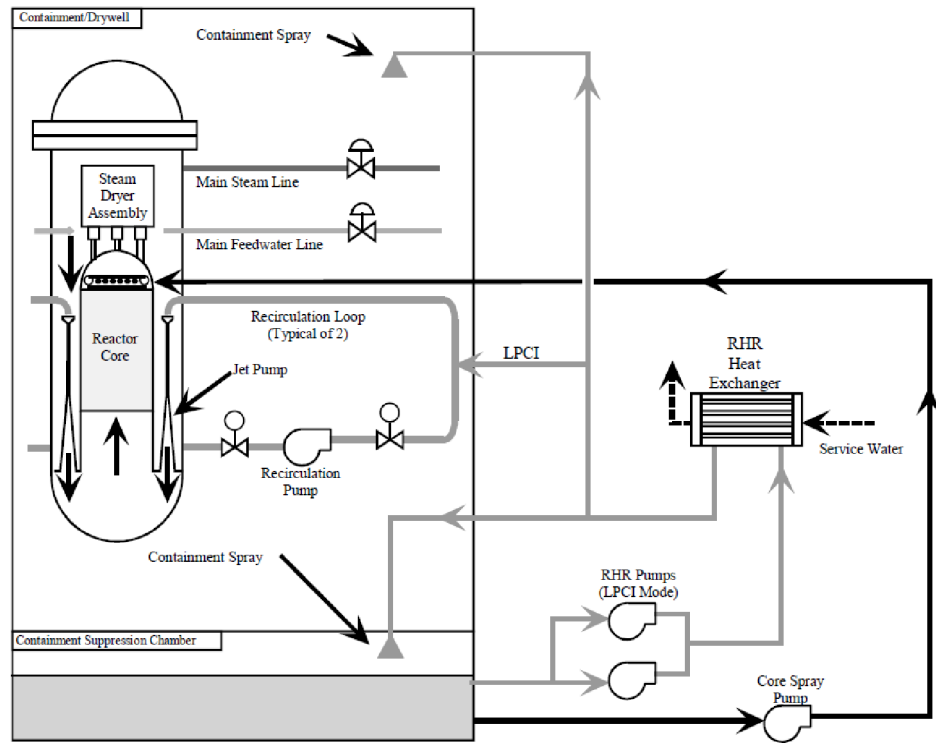 Containment/Drywell
Containment Spray
Steam
Dryer
Assembly
Main Steam Line
Main Feedwater Line
Recirculation Loop
(Typical of 2)
Reactor
Core
LPCI
RHR
Heat
Exchanger
Jet Pump
Service Water
Recirculation
Pump
Containment Spray
RHR Pumps
(LPCI Mode)
Containment Suppression Chamber
Core Spray
Pump